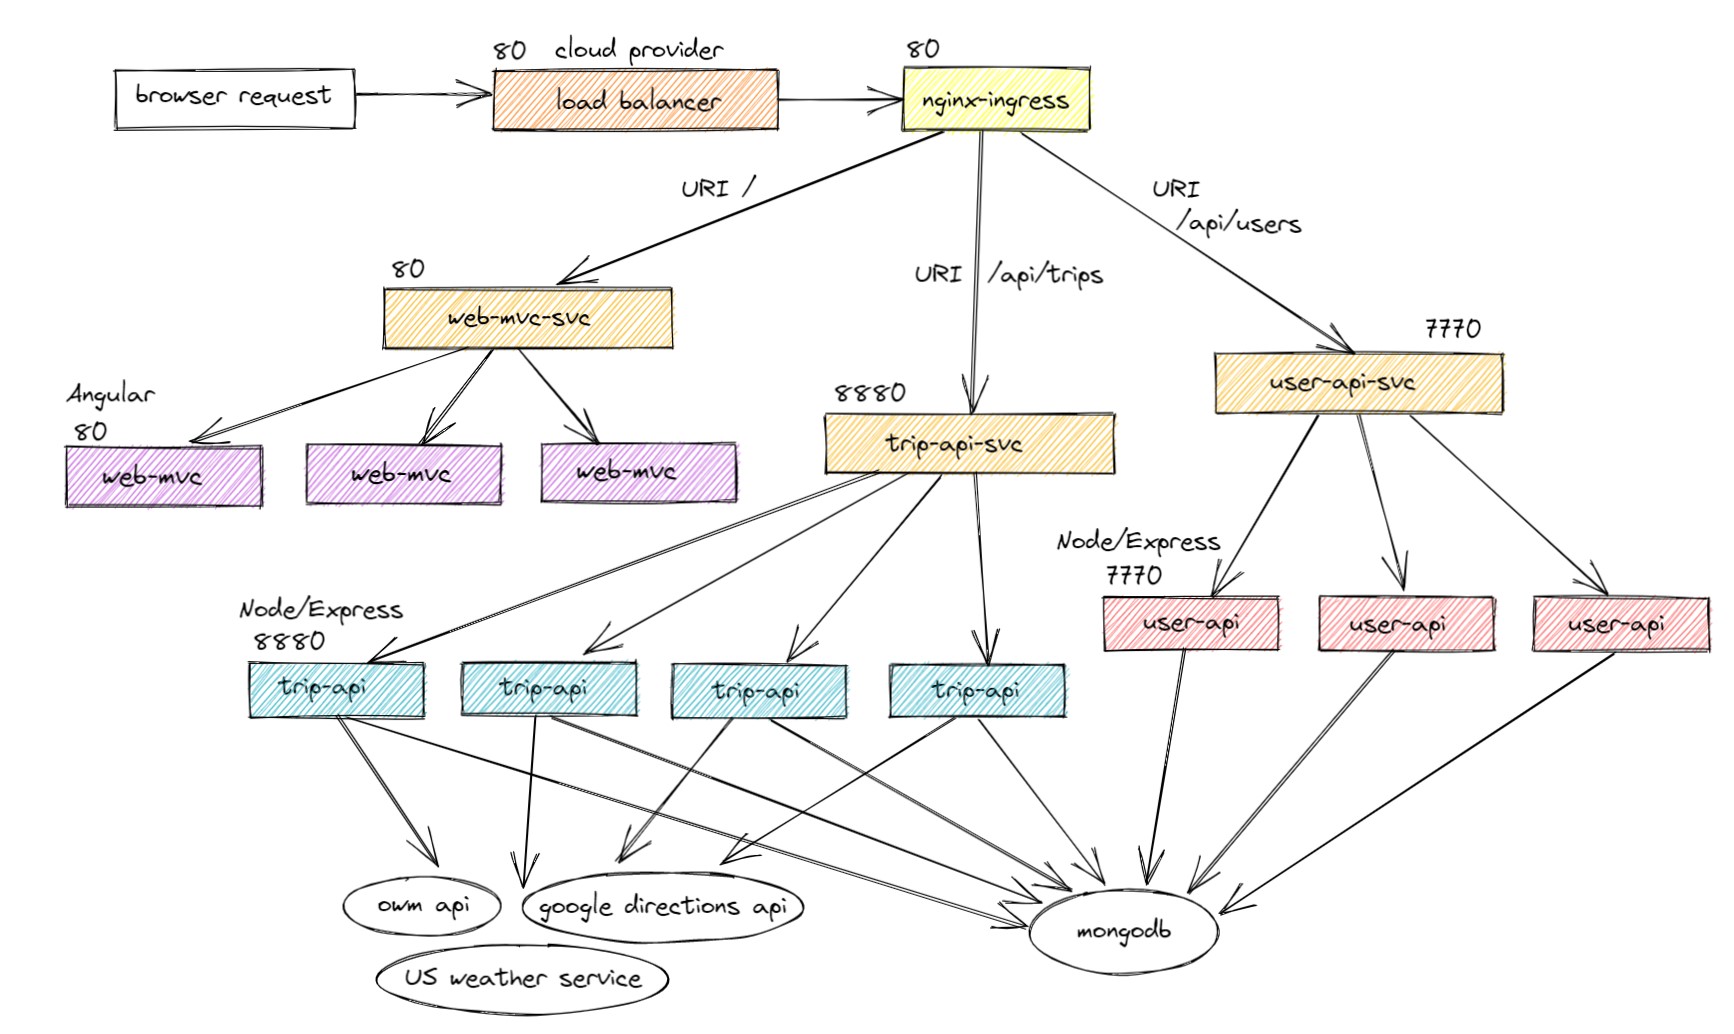 80 cloud provider
80
browser request
load balancer
nginx-ingress
URI /
URI
/api/users
80
URI /api/trips
web-mvc-svc
7770
Angular
80
8880
user-api-svc
web-mvc
web-mvc
web-mvc
trip-api-svc
Node/Express
7770
Node/Express
8880
user-api
user-api
user-api
trip-api
trip-api
trip-api
trip-api
owm api
google directions api
mongodb
US weather service